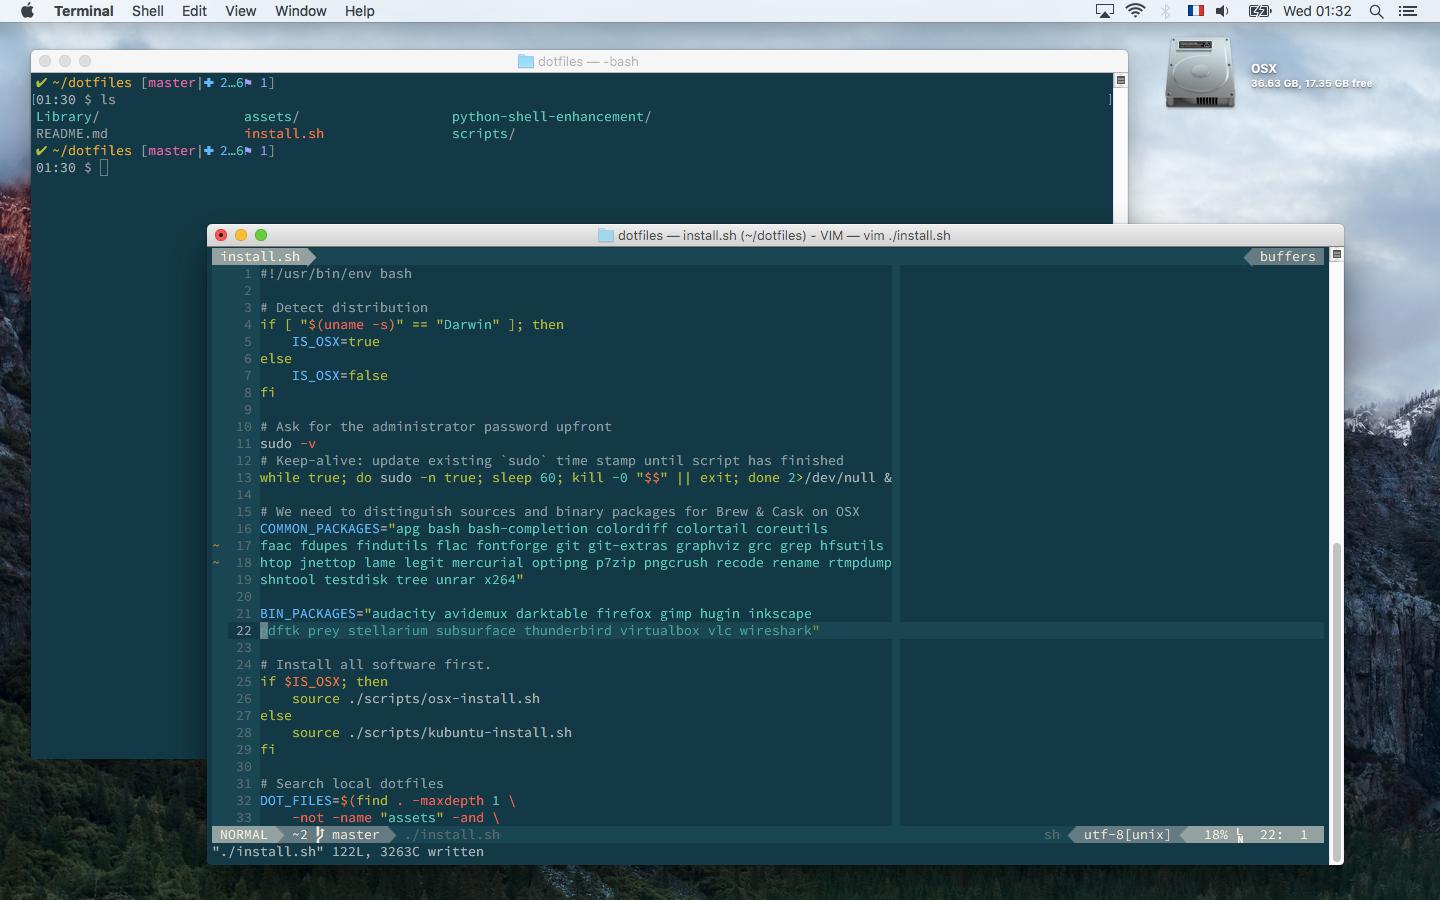 Terminal Shell Edit View Window Help Wed 01:32
OSX
36.63 GB, 17.35 GB free
dotfiles — -bash
✔ ~/dotfiles [master|✚ 2…6⚑ 1]
[01:30 $ ls ]
Library/ assets/ python-shell-enhancement/
README.md install.sh scripts/
✔ ~/dotfiles [master|✚ 2…6⚑ 1]
01:30 $
dotfiles — install.sh (~/dotfiles) - VIM — vim ./install.sh
install.sh buffers
1 #!/usr/bin/env bash
2
3 # Detect distribution
4 if [ "$(uname -s)" == "Darwin" ]; then
5     IS_OSX=true
6 else
7     IS_OSX=false
8 fi
9
10 # Ask for the administrator password upfront
11 sudo -v
12 # Keep-alive: update existing `sudo` time stamp until script has finished
13 while true; do sudo -n true; sleep 60; kill -0 "$$" || exit; done 2>/dev/null &
14
15 # We need to distinguish sources and binary packages for Brew & Cask on OSX
16 COMMON_PACKAGES="apg bash bash-completion colordiff colortail coreutils
~ 17 faac fdupes findutils flac fontforge git git-extras graphviz grc grep hfsutils
~ 18 htop jnettop lame legit mercurial optipng p7zip pngcrush recode rename rtmpdump
19 shntool testdisk tree unrar x264"
20
21 BIN_PACKAGES="audacity avidemux darktable firefox gimp hugin inkscape
22 pdftk prey stellarium subsurface thunderbird virtualbox vlc wireshark"
23
24 # Install all software first.
25 if $IS_OSX; then
26     source ./scripts/osx-install.sh
27 else
28     source ./scripts/kubuntu-install.sh
29 fi
30
31 # Search local dotfiles
32 DOT_FILES=$(find . -maxdepth 1 \
33     -not -name "assets" -and \
NORMAL ~2 master ./install.sh sh utf-8[unix] 18% 22: 1
"./install.sh" 122L, 3263C written